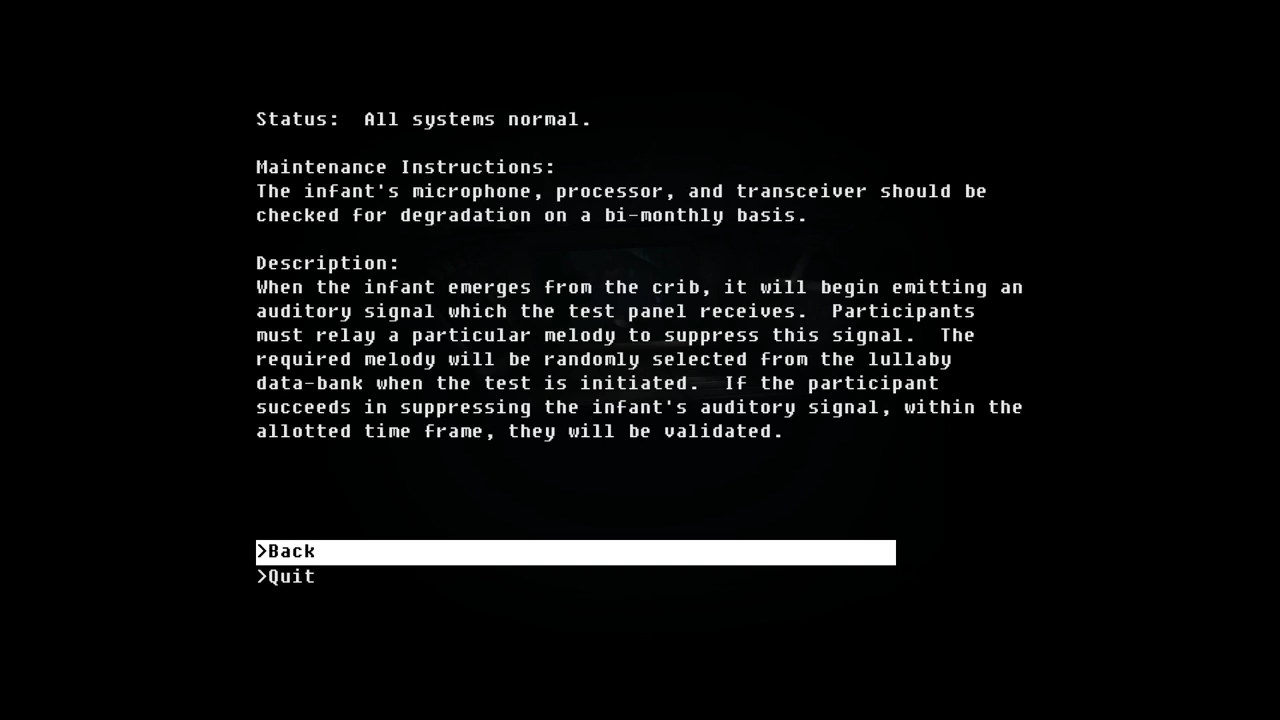 Status:  All systems normal.
Maintenance Instructions:
The infant's microphone, processor, and transceiver should be
checked for degradation on a bi-monthly basis.
Description:
When the infant emerges from the crib, it will begin emitting an
auditory signal which the test panel receives.  Participants
must relay a particular melody to suppress this signal.  The
required melody will be randomly selected from the lullaby
data-bank when the test is initiated.  If the participant
succeeds in suppressing the infant's auditory signal, within the
allotted time frame, they will be validated.
>Back
>Quit